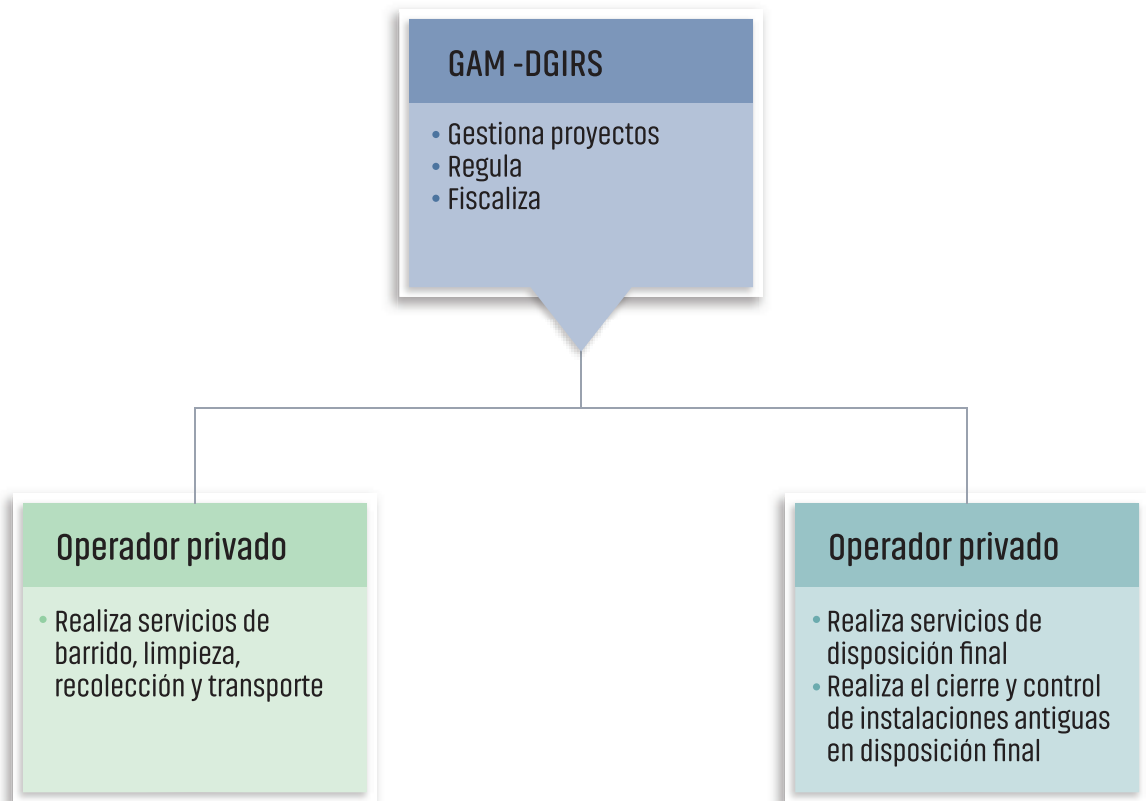 GAM -DGIRS
• Gestiona proyectos
• Regula
• Fiscaliza
Operador privado
• Realiza servicios de
barrido, limpieza,
recolección y transporte
Operador privado
• Realiza servicios de
disposición final
• Realiza el cierre y control
de instalaciones antiguas
en disposición final